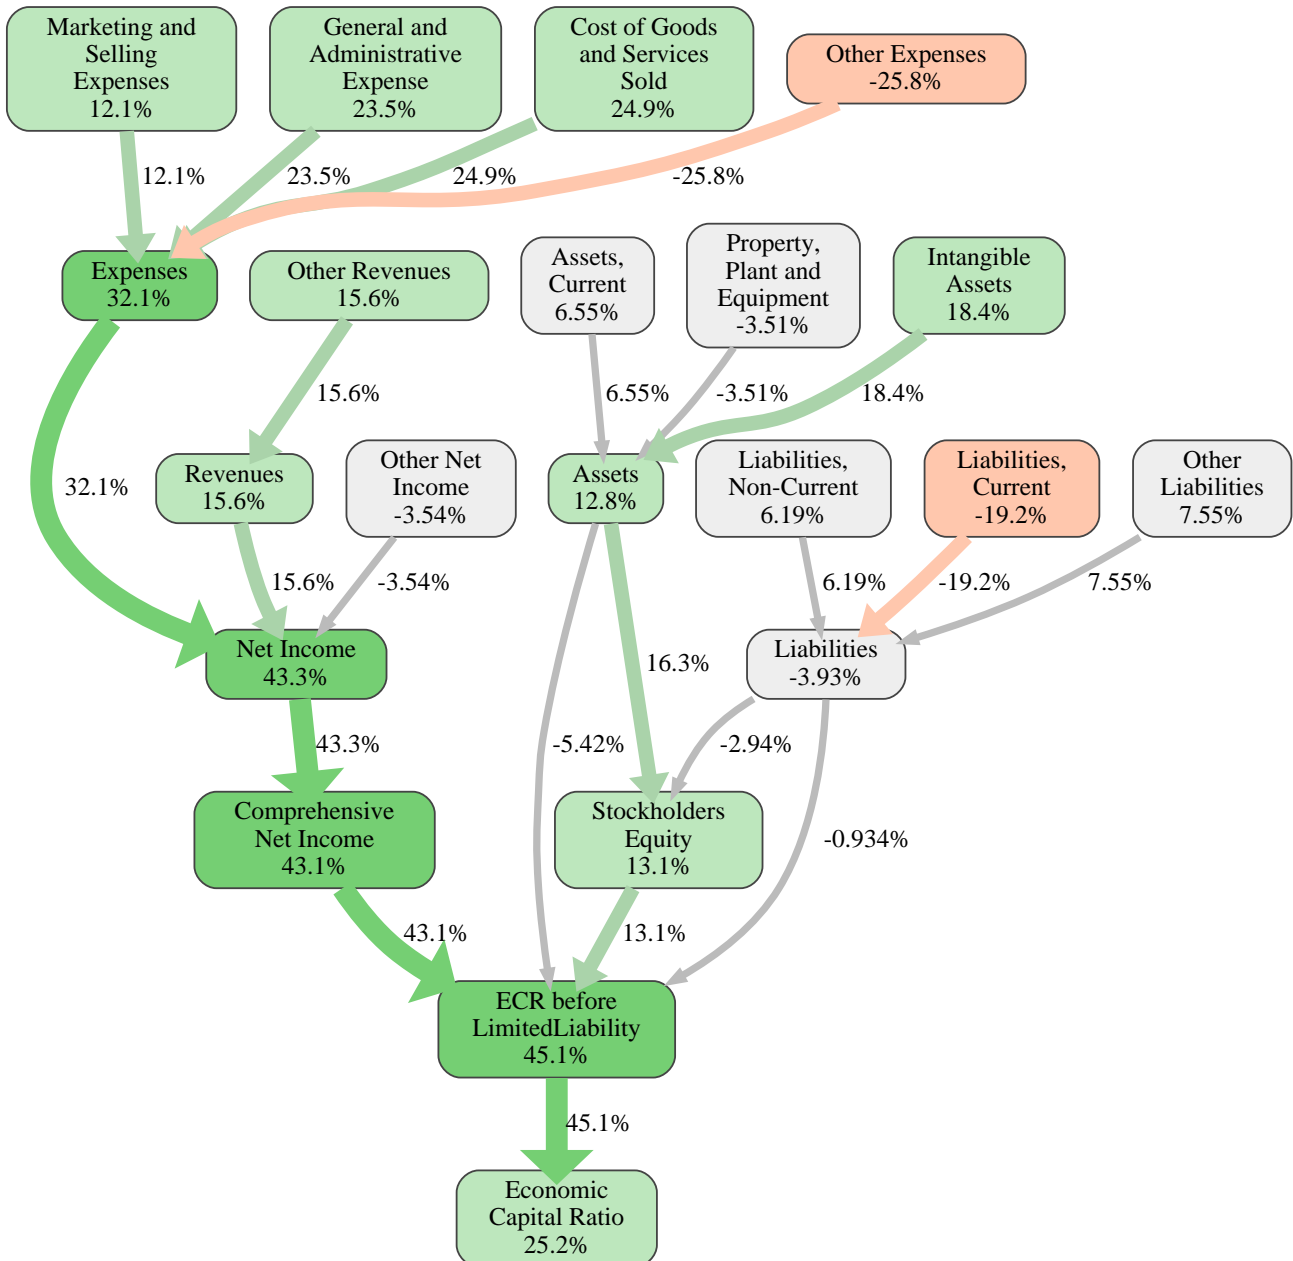 Marketing and
Selling
Expenses
12.1%
General and
Administrative
Expense
23.5%
Cost of Goods
and Services
Sold
24.9%
Other Expenses
-25.8%
12.1%
23.5%
24.9%
-25.8%
Expenses
32.1%
Other Revenues
15.6%
Assets,
Current
6.55%
Property,
Plant and
Equipment
-3.51%
Intangible
Assets
18.4%
15.6%
6.55%
-3.51%
18.4%
32.1%
Revenues
15.6%
Other Net
Income
-3.54%
Assets
12.8%
Liabilities,
Non-Current
6.19%
Liabilities,
Current
-19.2%
Other
Liabilities
7.55%
15.6%
-3.54%
6.19%
-19.2%
7.55%
Net Income
43.3%
16.3%
Liabilities
-3.93%
43.3%
-5.42%
-2.94%
Comprehensive
Net Income
43.1%
Stockholders
Equity
13.1%
-0.934%
43.1%
13.1%
ECR before
LimitedLiability
45.1%
45.1%
Economic
Capital Ratio
25.2%